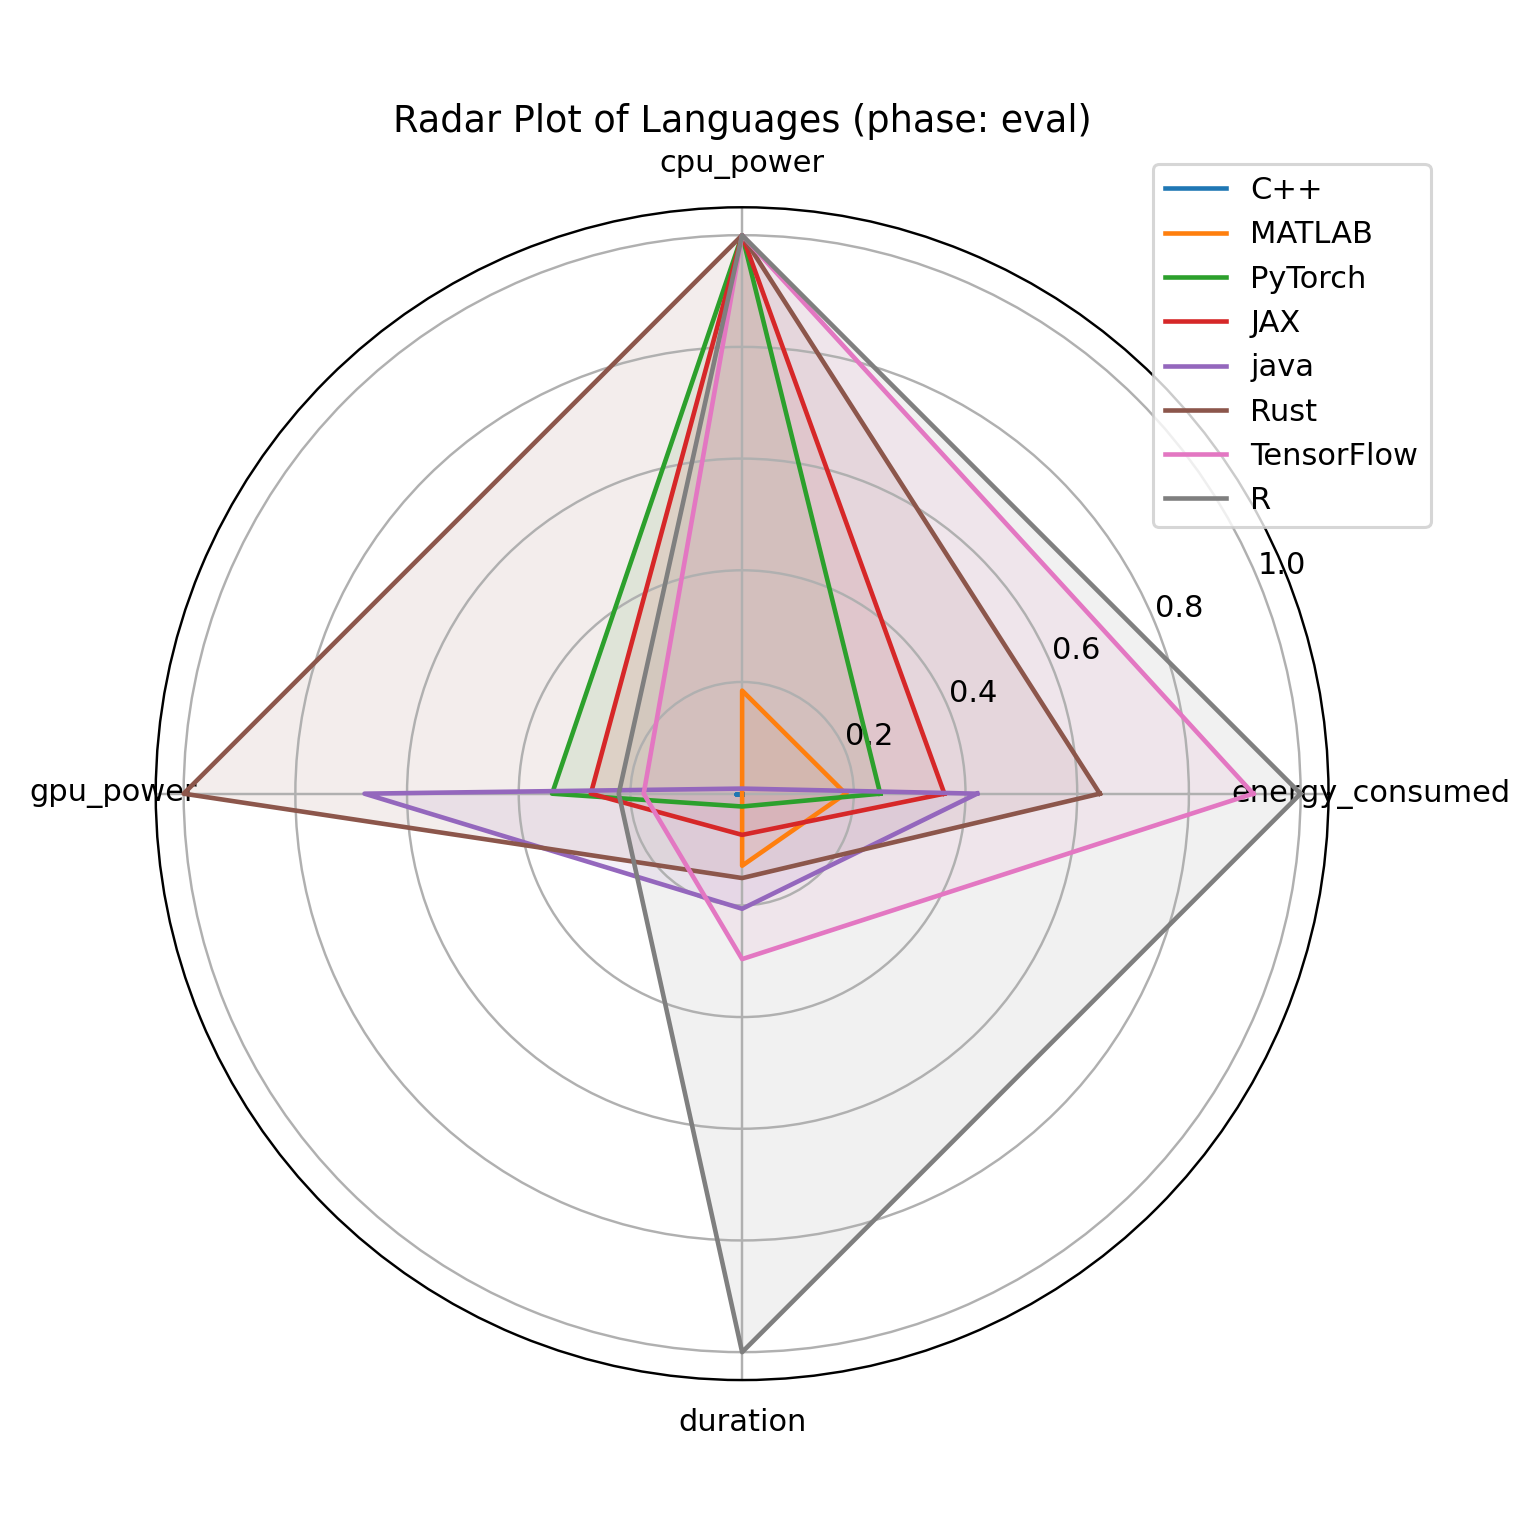 Radar Plot of Languages (phase: eval)
cpu_power
C++
MATLAB
PyTorch
JAX
java
Rust
TensorFlow
R
1.0
0.8
0.6
0.4
0.2
gpu_power
energy_consumed
duration